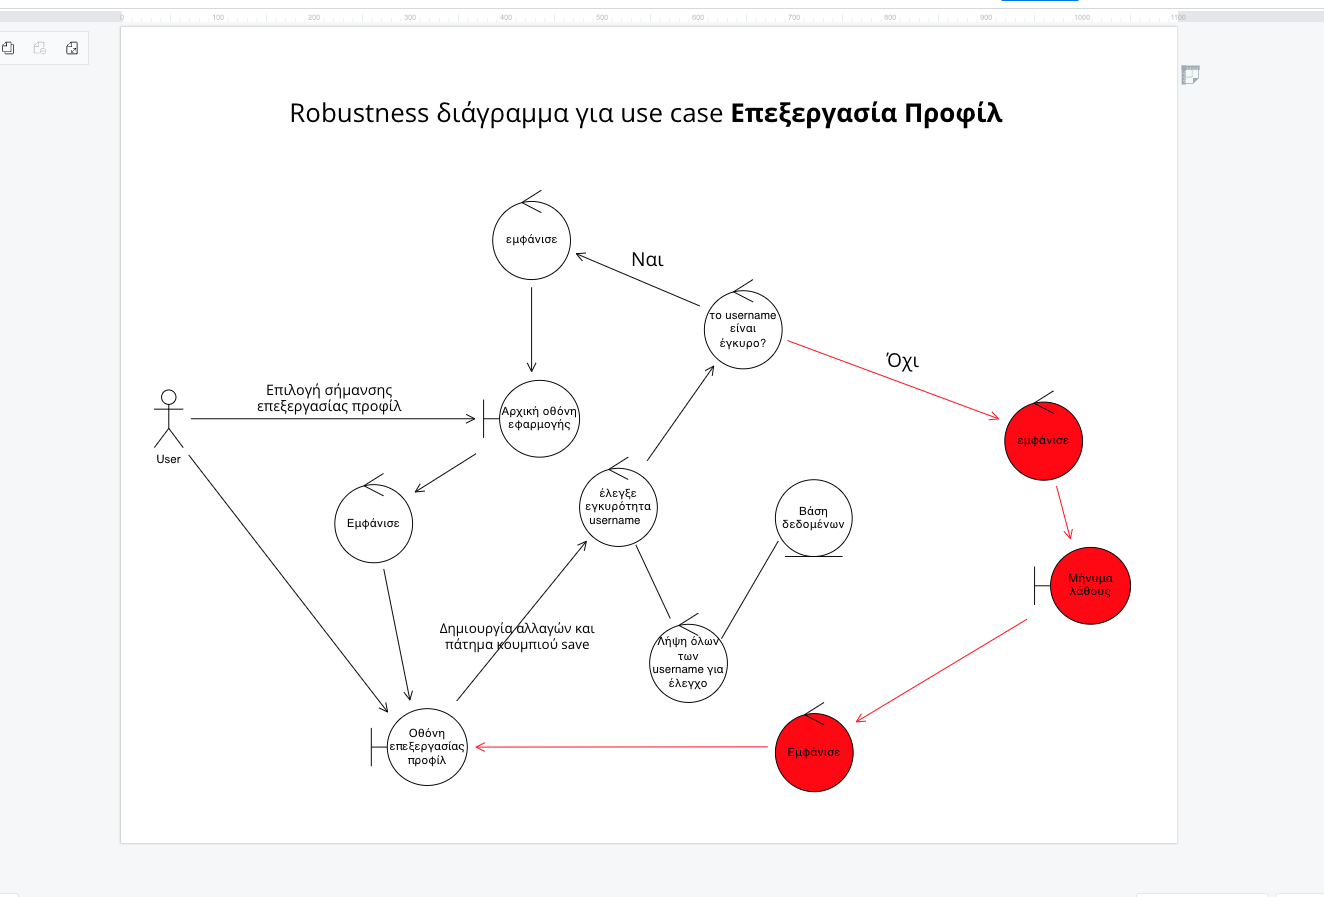 0 100 200 300 400 500 600 700 800 900 1000 1100
Robustness διάγραμμα για use case Επεξεργασία Προφίλ
εμφάνισε
Ναι
το username
είναι
έγκυρο?
Όχι
Επιλογή σήμανσης
επεξεργασίας προφίλ
Αρχική οθόνη
εφαρμογής
εμφάνισε
User
Εμφάνισε
έλεγξε
εγκυρότητα
username
Βάση
δεδομένων
Μήνυμα
λάθους
Δημιουργία αλλαγών και
πάτημα κουμπιού save
Λήψη όλων
των
username για
έλεγχο
Οθόνη
επεξεργασίας
προφίλ
Εμφάνισε